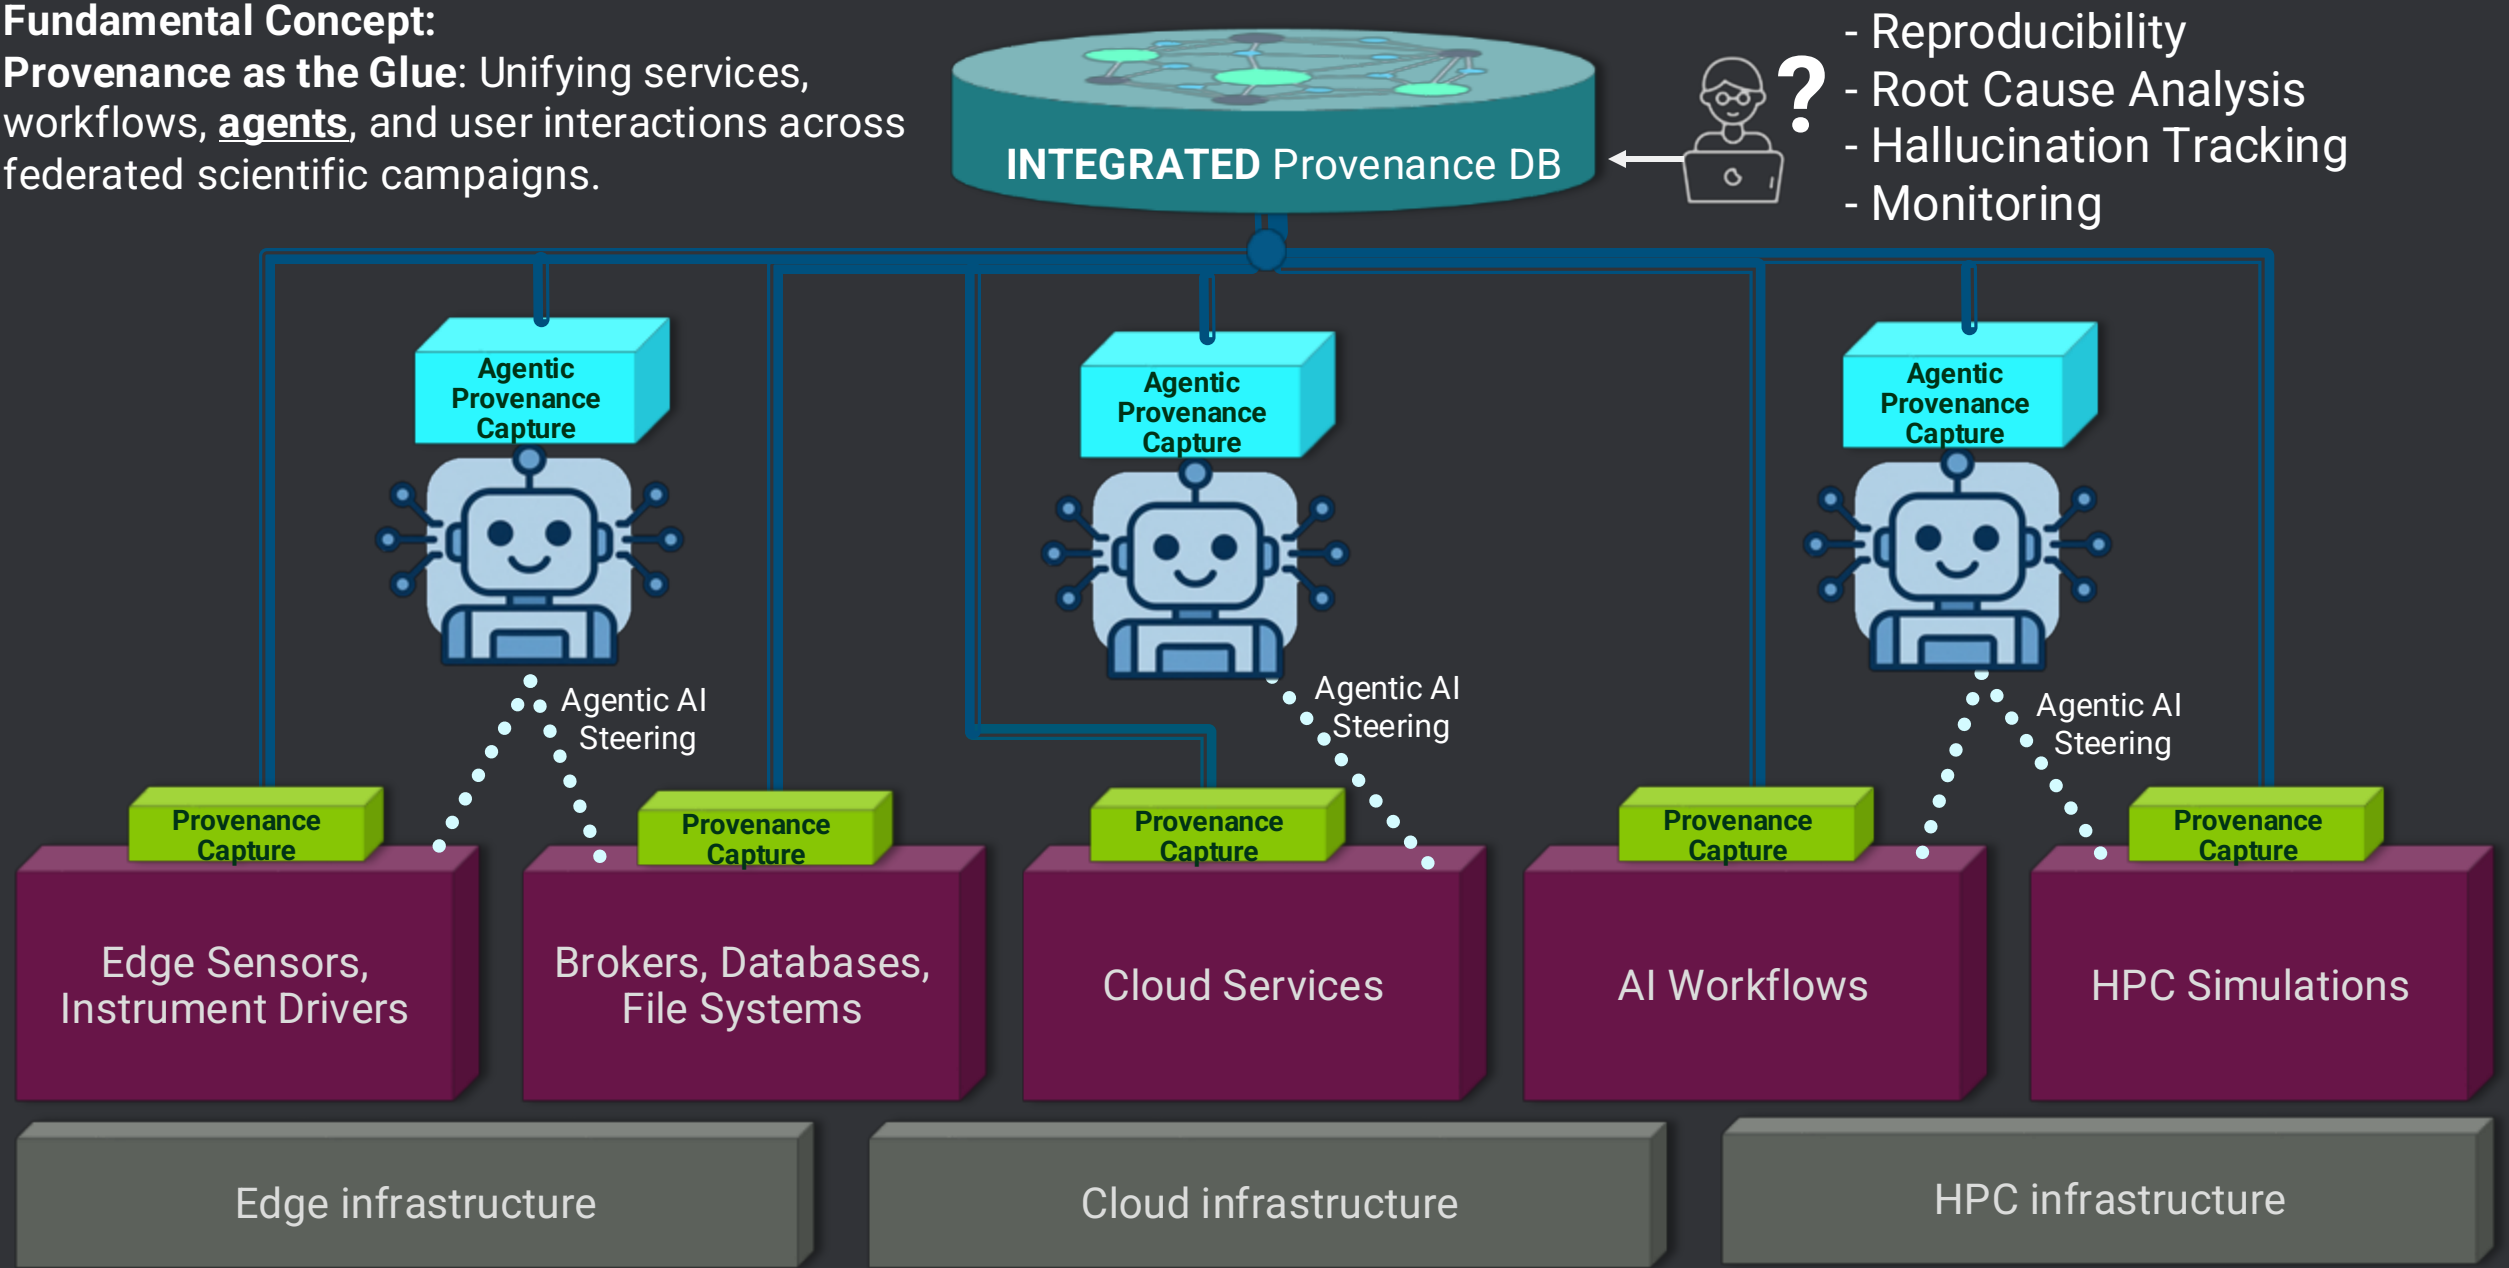 Fundamental Concept:
Provenance as the Glue: Unifying services,
workflows, agents, and user interactions across
federated scientific campaigns.
INTEGRATED Provenance DB
?
- Reproducibility
- Root Cause Analysis
- Hallucination Tracking
- Monitoring
Agentic
Provenance
Capture
Agentic
Provenance
Capture
Agentic
Provenance
Capture
Agentic AI
Steering
Agentic AI
Steering
Agentic AI
Steering
Provenance
Capture
Provenance
Capture
Provenance
Capture
Provenance
Capture
Provenance
Capture
Edge Sensors,
Instrument Drivers
Brokers, Databases,
File Systems
Cloud Services
AI Workflows
HPC Simulations
Edge infrastructure
Cloud infrastructure
HPC infrastructure